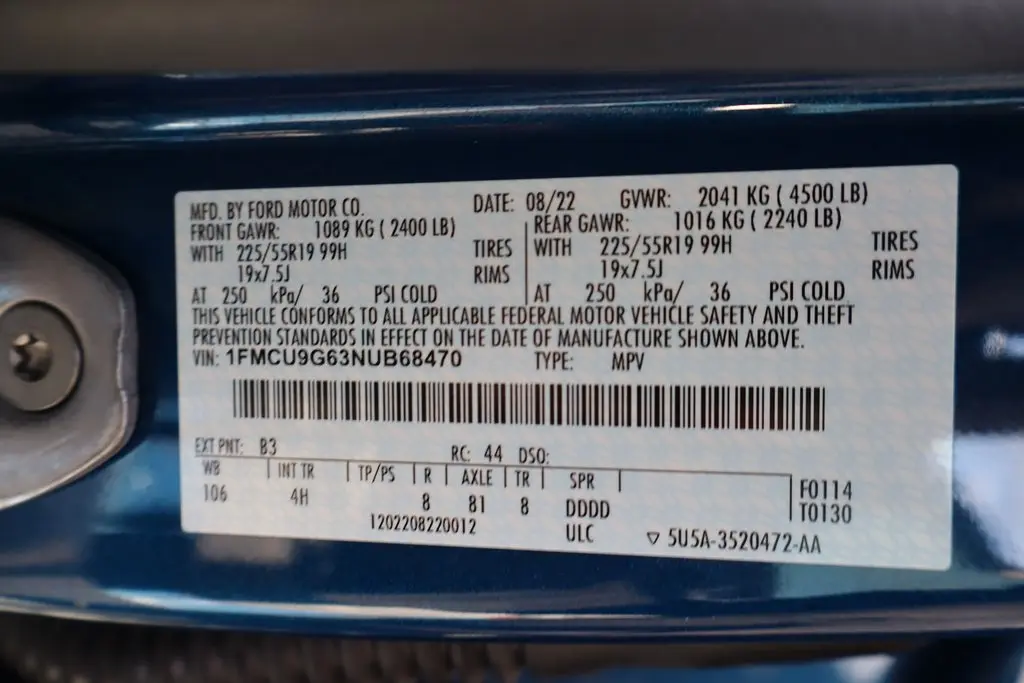 MFD. BY FORD MOTOR CO. DATE: 08/22 GVWR: 2041 KG ( 4500 LB)
FRONT GAWR: 1089 KG ( 2400 LB) REAR GAWR: 1016 KG ( 2240 LB)
WITH 225/55R19 99H TIRES WITH 225/55R19 99H TIRES
19x7.5J RIMS 19x7.5J RIMS
AT 250 kPa/ 36 PSI COLD AT 250 kPa/ 36 PSI COLD
THIS VEHICLE CONFORMS TO ALL APPLICABLE FEDERAL MOTOR VEHICLE SAFETY AND THEFT
PREVENTION STANDARDS IN EFFECT ON THE DATE OF MANUFACTURE SHOWN ABOVE.
VIN: 1FMCU9G63NUB68470 TYPE: MPV
EXT PNT: B3 RC: 44 DSO:
WB INT TR TP/PS R AXLE TR SPR F0114
106 4H 8 81 8 DDDD T0130
1202208220012 ULC ▽ 5U5A-3520472-AA